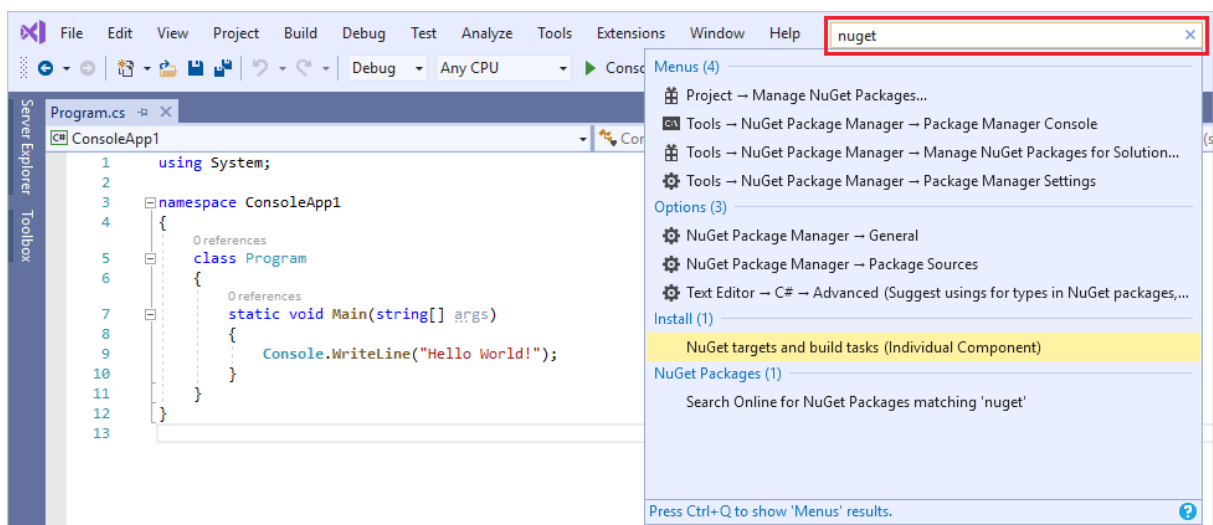 File Edit View Project Build Debug Test Analyze Tools Extensions Window Help nuget
Debug Any CPU
Program.cs
C# ConsoleApp1
Server Explorer
Toolbox
1 using System;
2
3 namespace ConsoleApp1
4 {
0 references
5 class Program
6 {
0 references
7 static void Main(string[] args)
8 {
9 Console.WriteLine("Hello World!");
10 }
11 }
12 }
13
Menus (4)
Project → Manage NuGet Packages...
Tools → NuGet Package Manager → Package Manager Console
Tools → NuGet Package Manager → Manage NuGet Packages for Solution...
Tools → NuGet Package Manager → Package Manager Settings
Options (3)
NuGet Package Manager → General
NuGet Package Manager → Package Sources
Text Editor → C# → Advanced (Suggest usings for types in NuGet packages,...
Install (1)
NuGet targets and build tasks (Individual Component)
NuGet Packages (1)
Search Online for NuGet Packages matching 'nuget'
Press Ctrl+Q to show 'Menus' results.